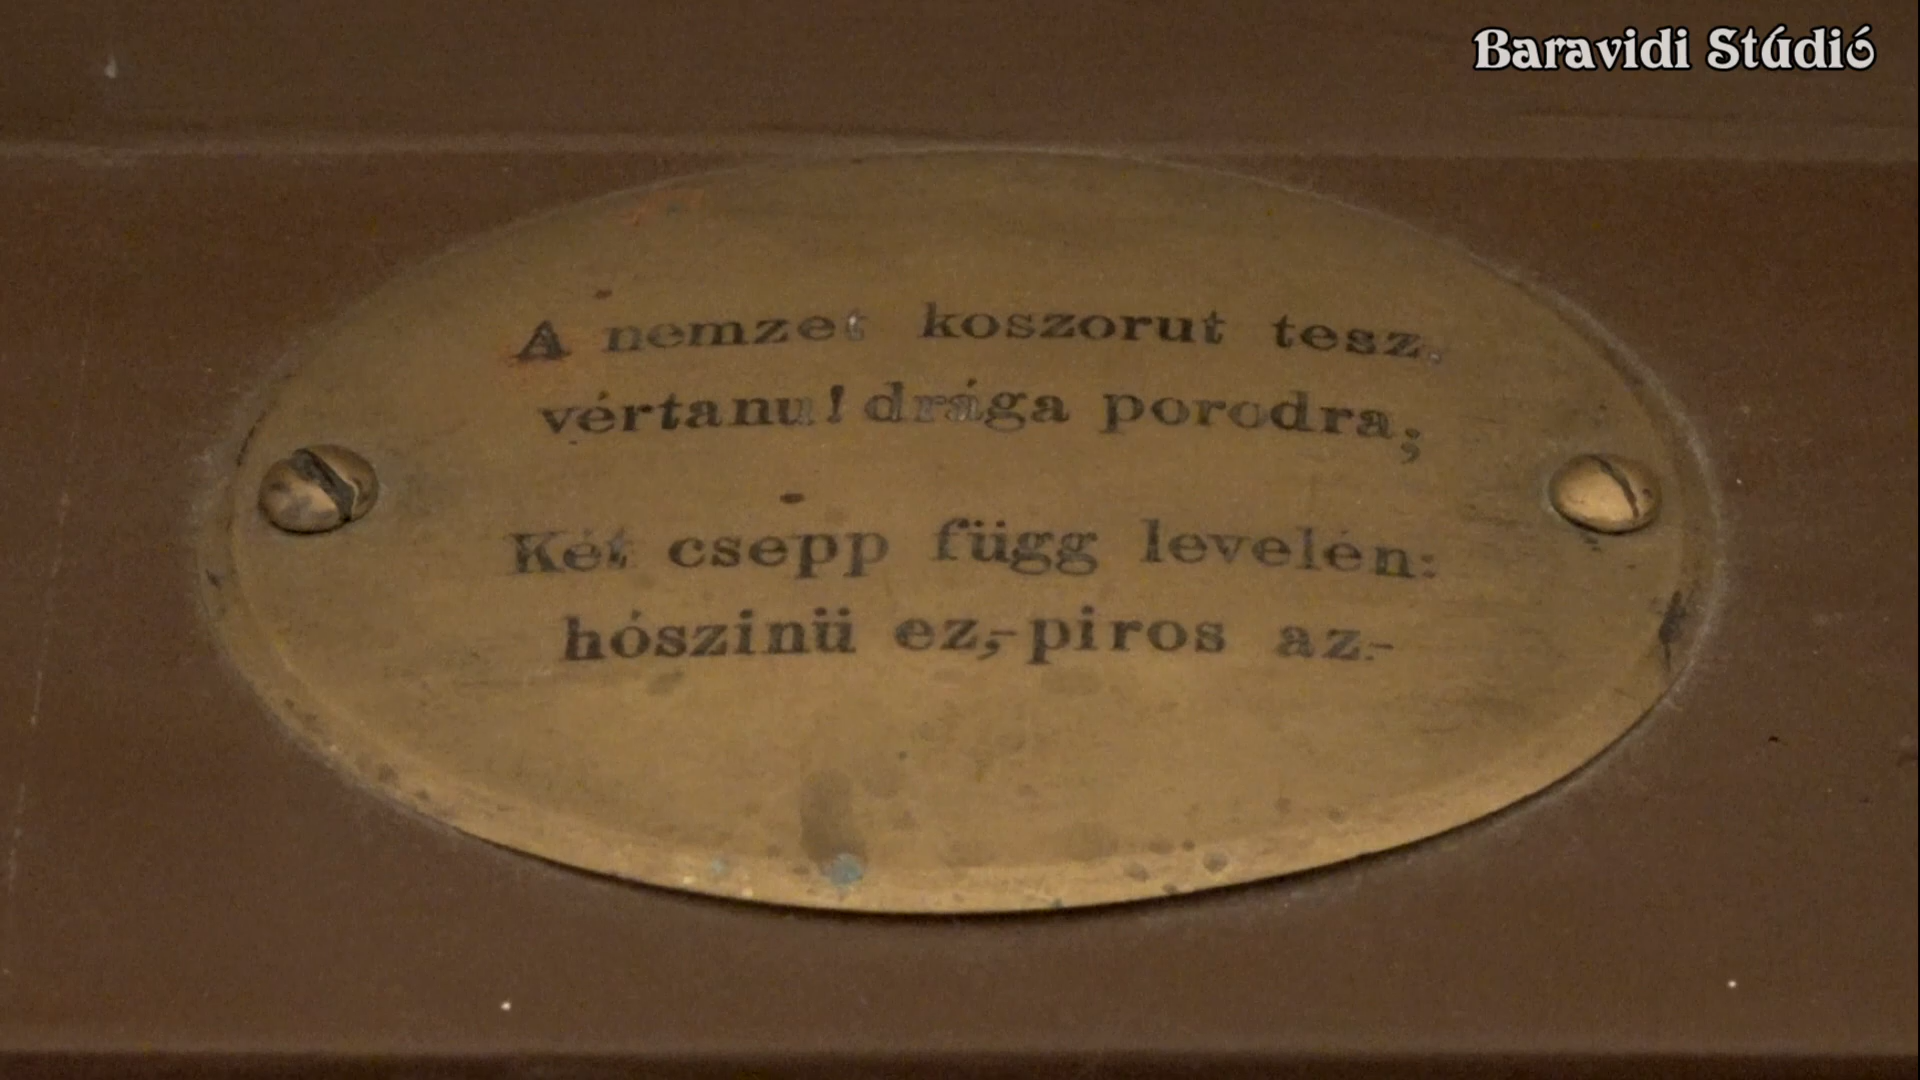 Baravidi Stúdió
A nemzet koszorut tesz,
vértanu! drága porodra;
Két csepp függ levelén:
hószinü ez,- piros az.-